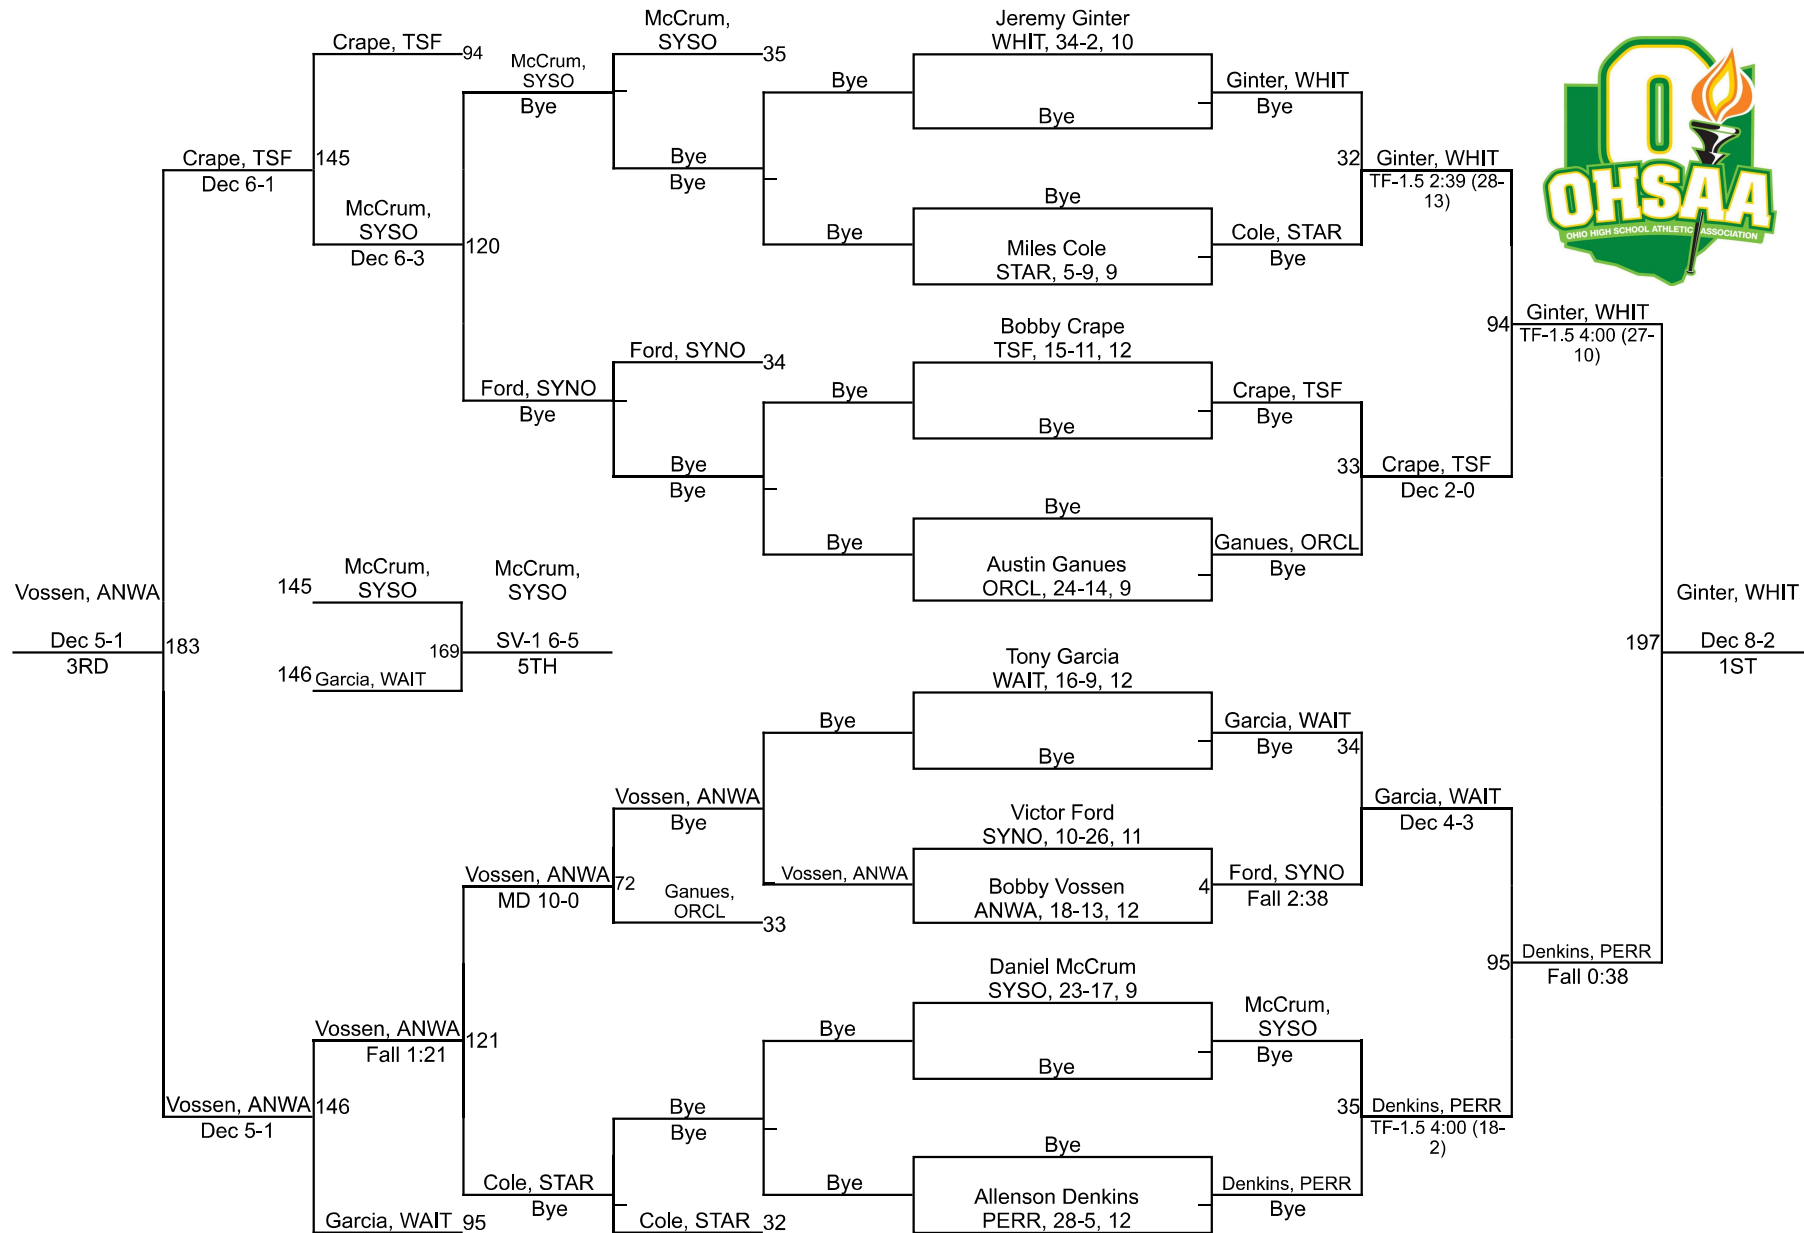 McCrum,
SYSO
35
Jeremy Ginter
WHIT, 34-2, 10
Crape, TSF
94
McCrum,
SYSO
Bye
Bye
Bye
Ginter, WHIT
Bye
O
OHSAA
OHIO HIGH SCHOOL ATHLETIC ASSOCIATION
Crape, TSF
Dec 6-1
145
Bye
Bye
32
Ginter, WHIT
TF-1.5 2:39 (28-
13)
McCrum,
SYSO
Dec 6-3
120
Bye
Bye
Miles Cole
STAR, 5-9, 9
Cole, STAR
Bye
94
Ginter, WHIT
TF-1.5 4:00 (27-
10)
Ford, SYNO
34
Bobby Crape
TSF, 15-11, 12
Ford, SYNO
Bye
Bye
Bye
Crape, TSF
Bye
Bye
Bye
33
Crape, TSF
Dec 2-0
Bye
Bye
Austin Ganues
ORCL, 24-14, 9
Ganues, ORCL
Bye
Vossen, ANWA
Dec 5-1
3RD
183
145
McCrum,
SYSO
McCrum,
SYSO
169
SV-1 6-5
5TH
146
Garcia, WAIT
Ginter, WHIT
197
Dec 8-2
1ST
Tony Garcia
WAIT, 16-9, 12
Bye
Bye
Garcia, WAIT
Bye
34
Vossen, ANWA
Bye
Victor Ford
SYNO, 10-26, 11
Garcia, WAIT
Dec 4-3
Vossen, ANWA
MD 10-0
72
Ganues,
ORCL
33
Vossen, ANWA
Bobby Vossen
ANWA, 18-13, 12
4
Ford, SYNO
Fall 2:38
95
Denkins, PERR
Fall 0:38
Daniel McCrum
SYSO, 23-17, 9
Vossen, ANWA
Fall 1:21
121
Bye
Bye
McCrum,
SYSO
Bye
Vossen, ANWA
Dec 5-1
146
Bye
Bye
35
Denkins, PERR
TF-1.5 4:00 (18-
2)
Cole, STAR
Bye
Bye
Bye
Allenson Denkins
PERR, 28-5, 12
Denkins, PERR
Bye
Garcia, WAIT
95
Cole, STAR
32